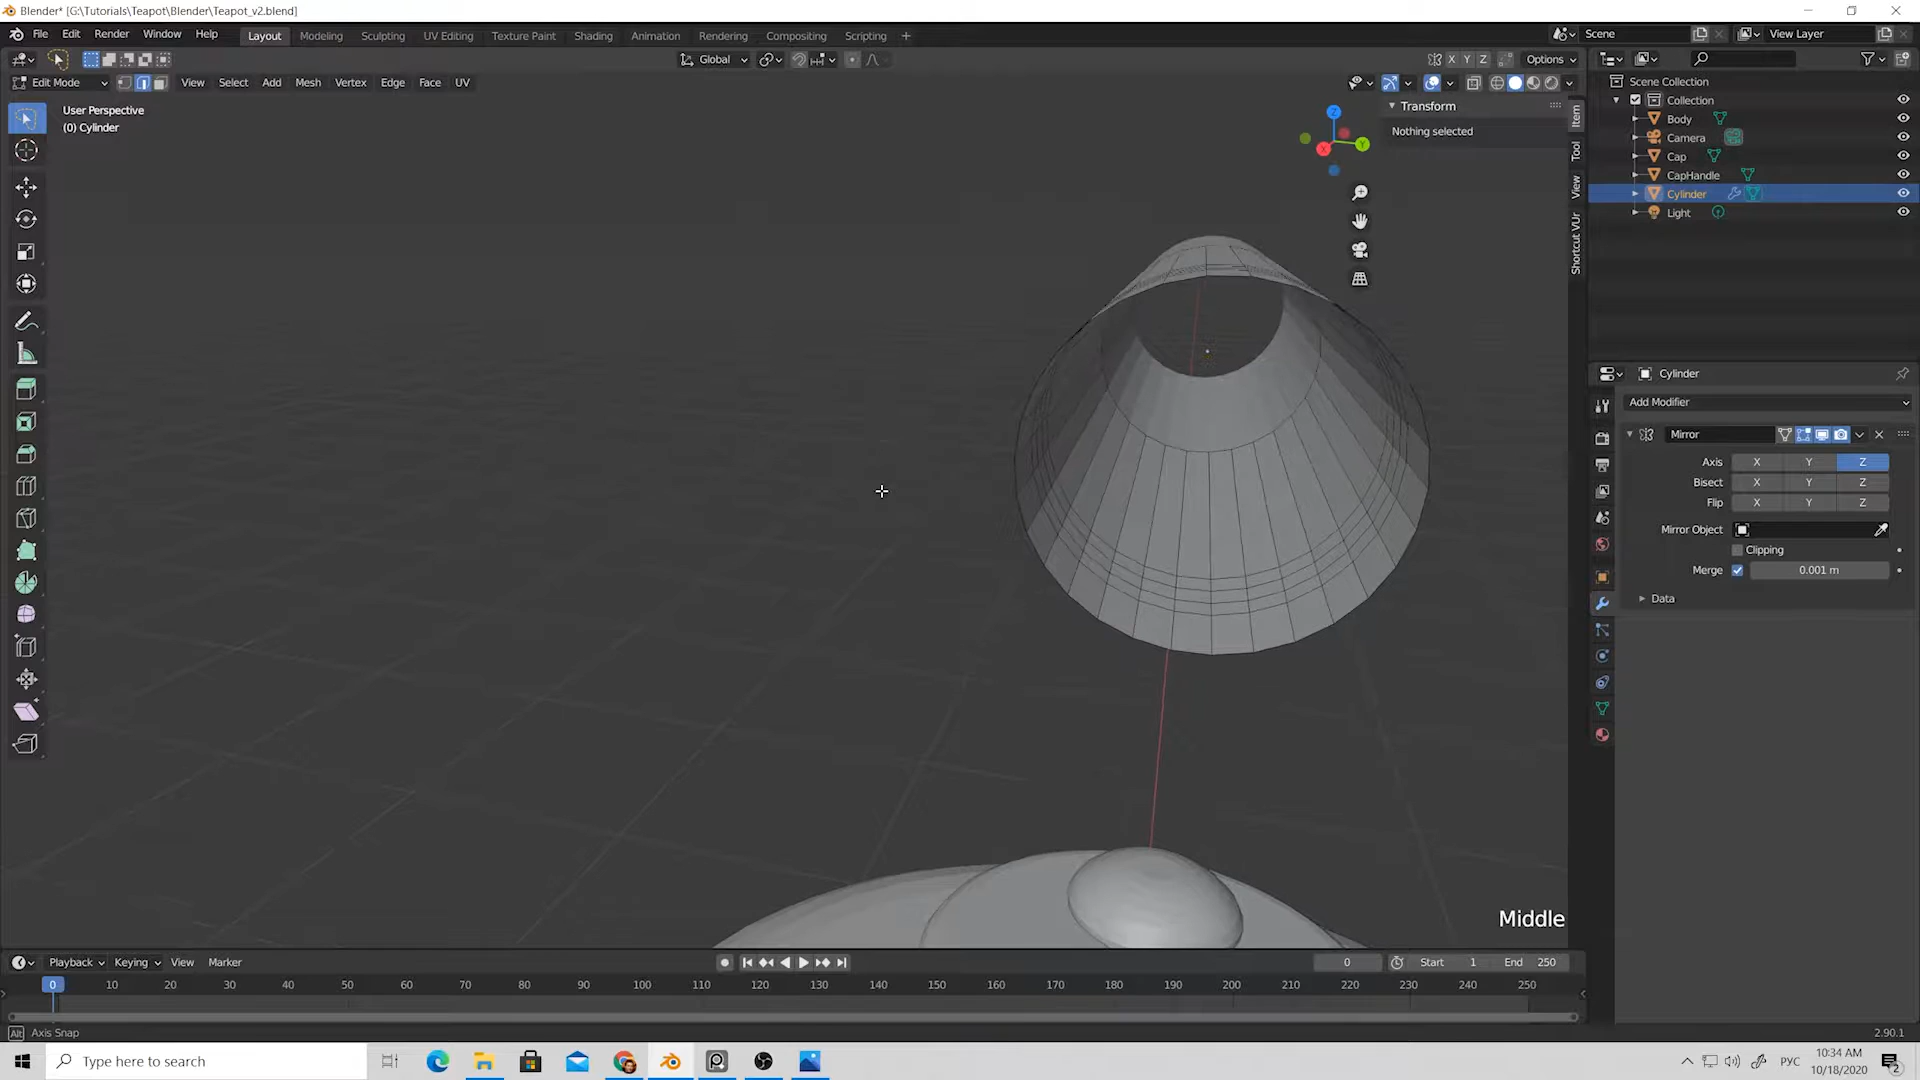 Blender* [G:\Tutorials\Teapot\Blender\Teapot_v2.blend]
File Edit Render Window Help Layout Modeling Sculpting UV Editing Texture Paint Shading Animation Rendering Compositing Scripting + Scene View Layer
Global X Y Z Options
Edit Mode View Select Add Mesh Vertex Edge Face UV
User Perspective
(0) Cylinder
Z
Y
X
Transform
Nothing selected
Item
Tool
View
Shortcut VUr
Scene Collection
Collection
Body
Camera
Cap
CapHandle
Cylinder
Light
Cylinder
Add Modifier
Mirror
Axis X Y Z
Bisect X Y Z
Flip X Y Z
Mirror Object
Clipping
Merge 0.001 m
Data
Middle
Playback Keying View Marker 0 Start 1 End 250
0 10 20 30 40 50 60 70 80 90 100 110 120 130 140 150 160 170 180 190 200 210 220 230 240 250
Alt Axis Snap 2.90.1
Type here to search РУС 10:34 AM
10/18/2020 2